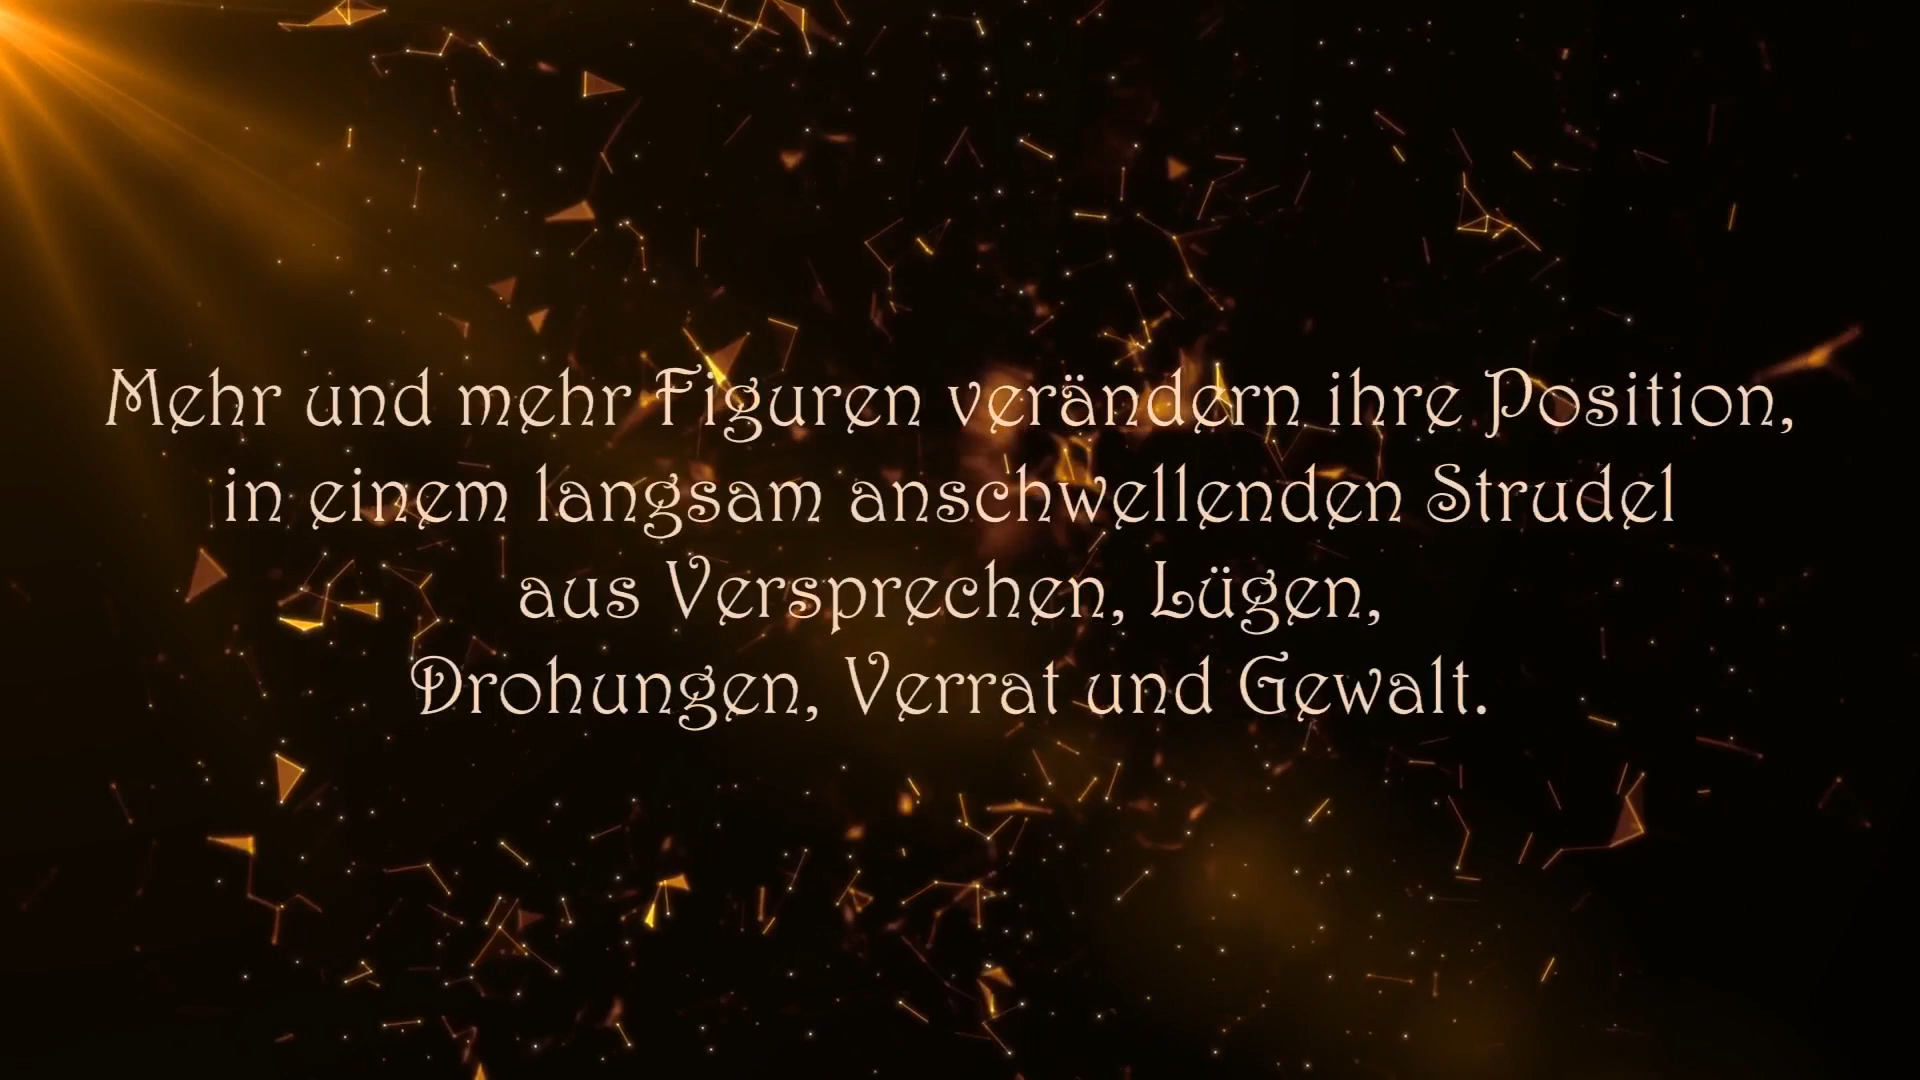 Mehr und mehr Figuren verändern ihre Position,
in einem langsam anschwellenden Strudel
aus Versprechen, Lügen,
Drohungen, Verrat und Gewalt.